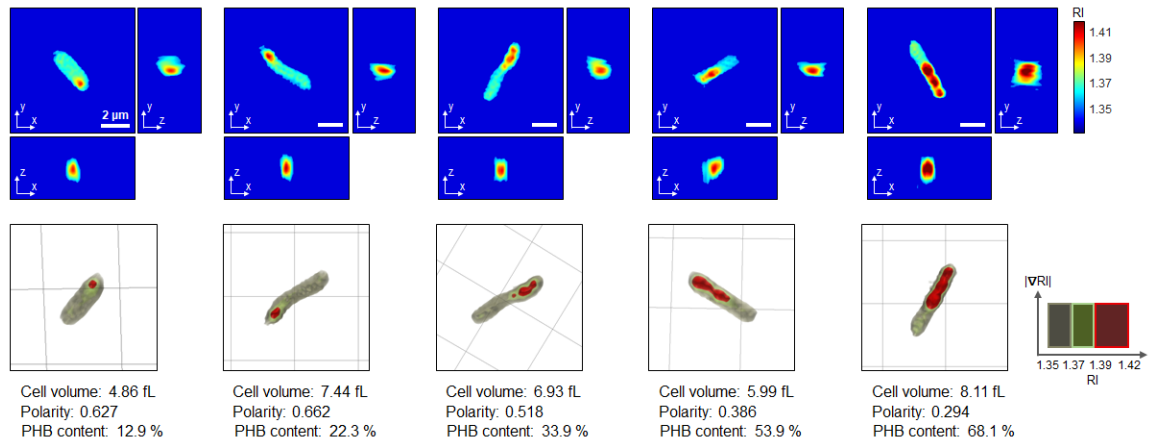 RI
1.41
1.39
1.37
1.35
y
x
2 µm
y
z
z
x
y
x
y
z
z
x
y
x
y
z
z
x
y
x
y
z
z
x
y
x
y
z
z
x
|∇RI|
1.35 1.37 1.39 1.42
RI
Cell volume: 4.86 fL
Polarity: 0.627
PHB content: 12.9 %
Cell volume: 7.44 fL
Polarity: 0.662
PHB content: 22.3 %
Cell volume: 6.93 fL
Polarity: 0.518
PHB content: 33.9 %
Cell volume: 5.99 fL
Polarity: 0.386
PHB content: 53.9 %
Cell volume: 8.11 fL
Polarity: 0.294
PHB content: 68.1 %